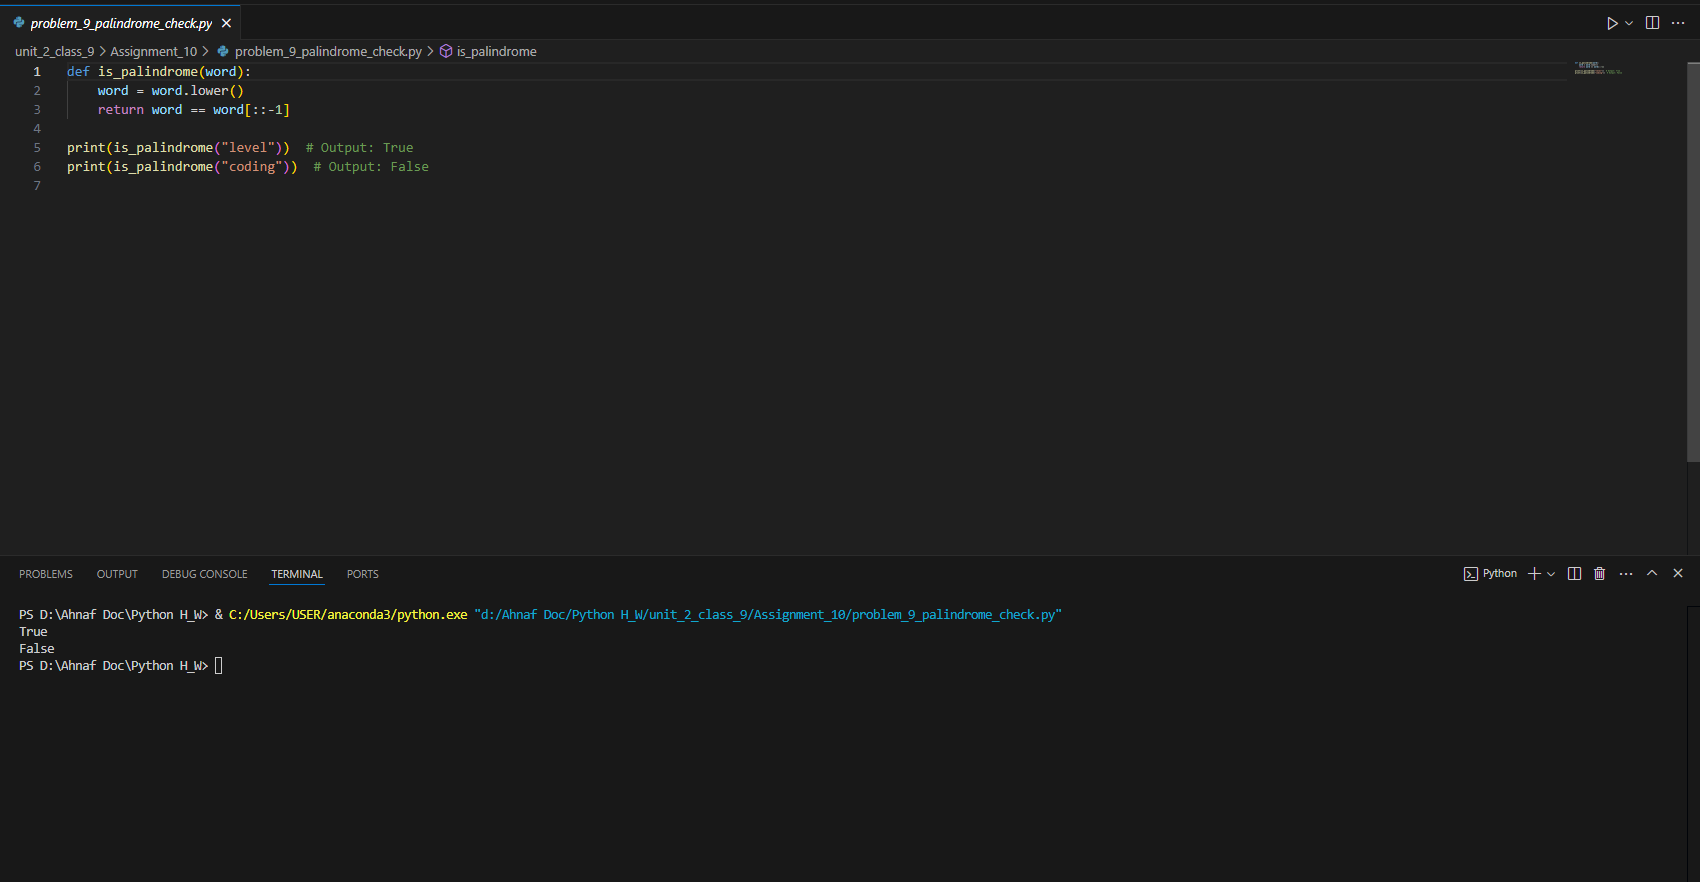 problem_9_palindrome_check.py
unit_2_class_9 > Assignment_10 > problem_9_palindrome_check.py > is_palindrome
1 def is_palindrome(word):
2     word = word.lower()
3     return word == word[::-1]
4
5 print(is_palindrome("level"))  # Output: True
6 print(is_palindrome("coding"))  # Output: False
7
PROBLEMS OUTPUT DEBUG CONSOLE TERMINAL PORTS Python
PS D:\Ahnaf Doc\Python H_W> & C:/Users/USER/anaconda3/python.exe "d:/Ahnaf Doc/Python H_W/unit_2_class_9/Assignment_10/problem_9_palindrome_check.py"
True
False
PS D:\Ahnaf Doc\Python H_W>